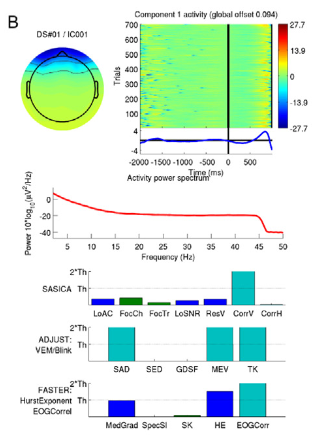 B
DS#01 / IC001
Component 1 activity (global offset 0.094)
Trials
700
600
500
400
300
200
100
27.7
13.9
0
-13.9
-27.7
4
-4
-2000 -1500 -1000 -500 0 500
Time (ms)
Activity power spectrum
Power 10*log10(µV²/Hz)
0
-20
-40
5 10 15 20 25 30 35 40 45 50
Frequency (Hz)
SASICA
2*Th
Th
LoAC FocCh FocTr LoSNR ResV CorrV CorrH
ADJUST:
VEM/Blink
2*Th
Th
SAD SED GDSF MEV TK
FASTER:
HurstExponent
EOGCorrel
2*Th
Th
MedGrad SpecSl SK HE EOGCorr